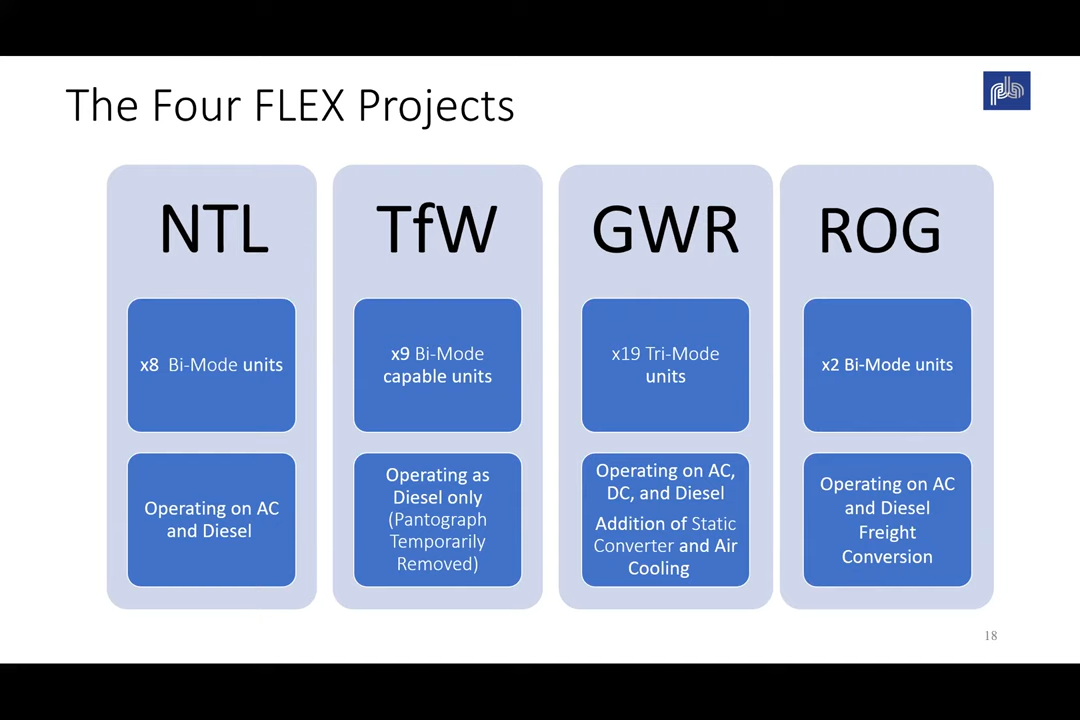 The Four FLEX Projects
NTL
x8 Bi-Mode units
Operating on AC
and Diesel
TfW
x9 Bi-Mode
capable units
Operating as
Diesel only
(Pantograph
Temporarily
Removed)
GWR
x19 Tri-Mode
units
Operating on AC,
DC, and Diesel
Addition of Static
Converter and Air
Cooling
ROG
x2 Bi-Mode units
Operating on AC
and Diesel
Freight
Conversion
18